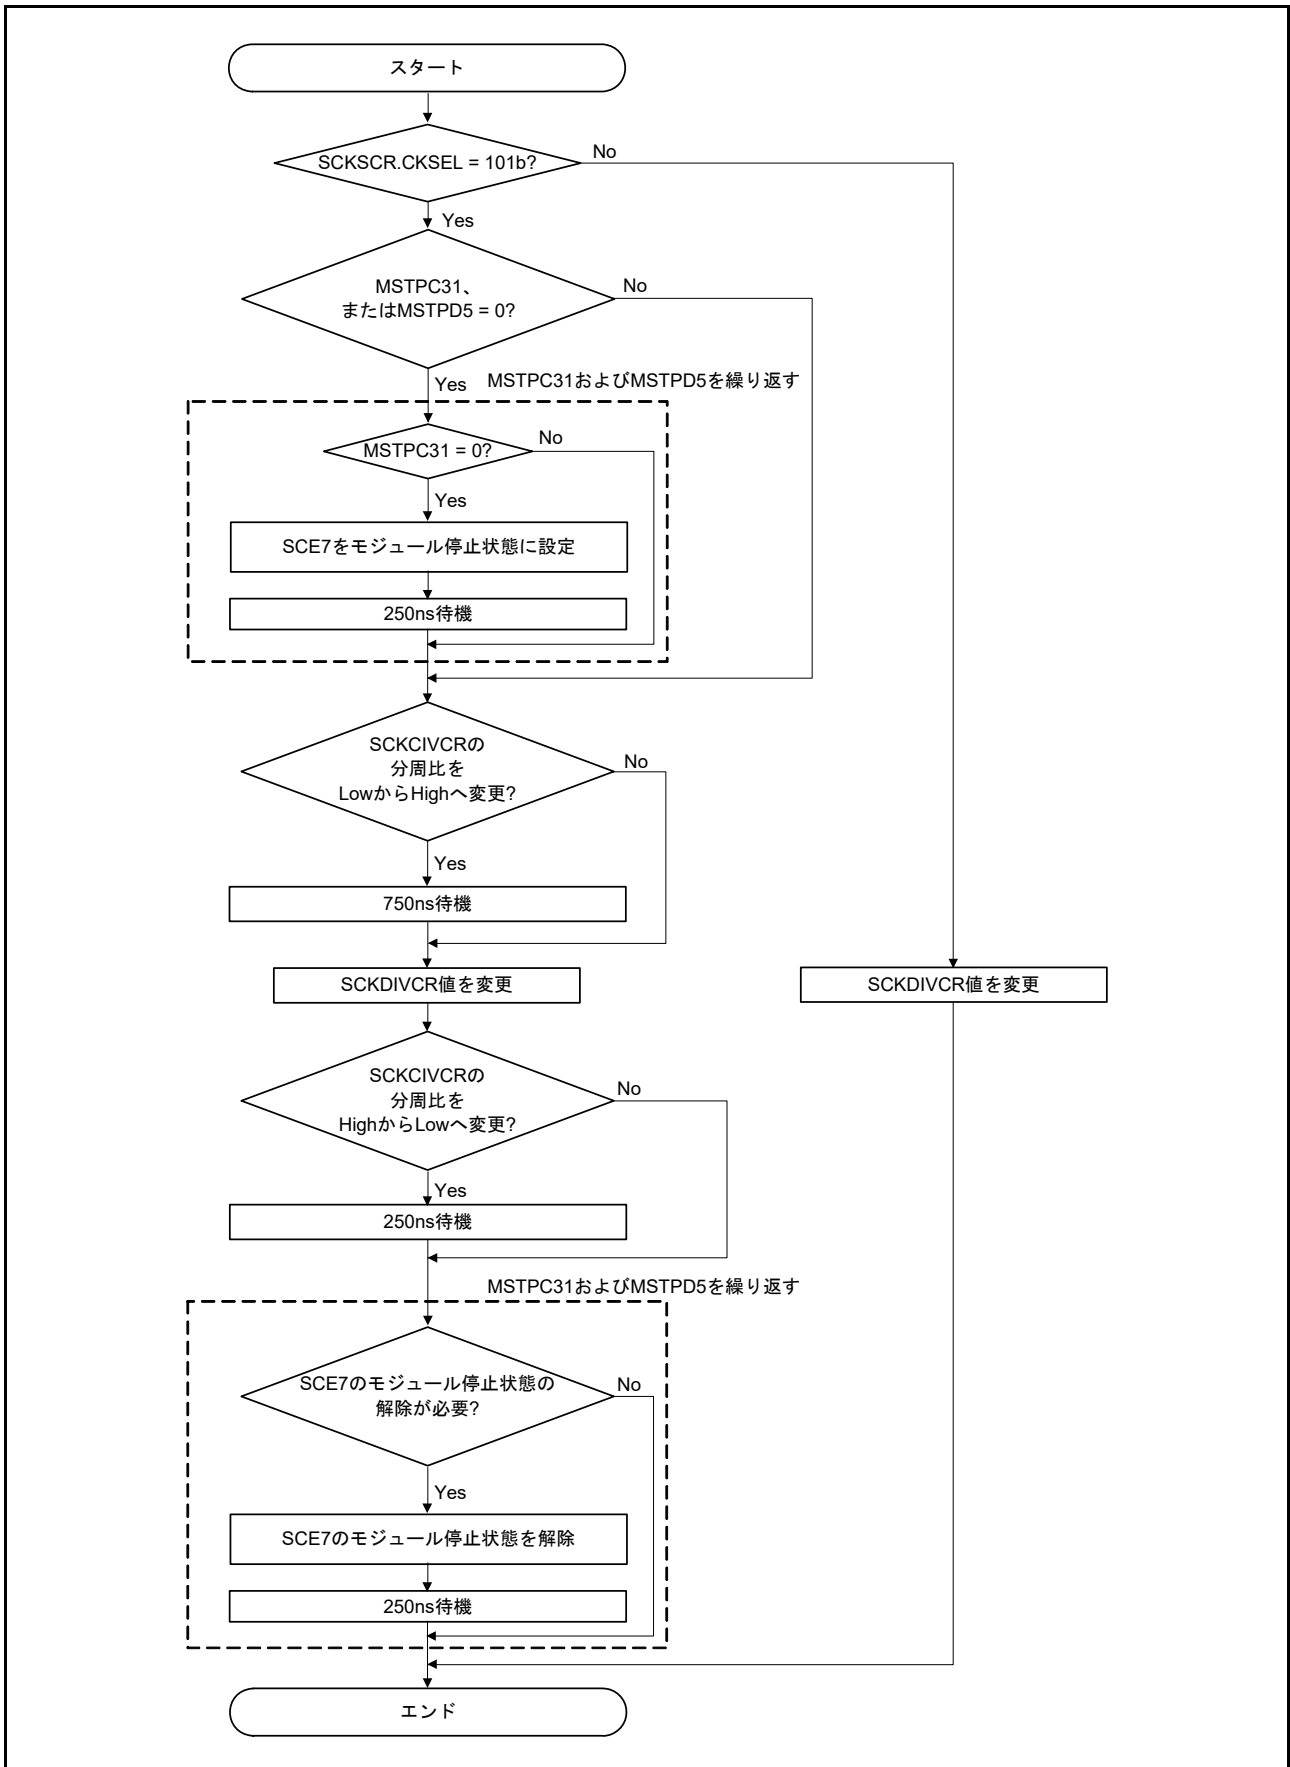 スタート
SCKSCR.CKSEL = 101b?
No
Yes
MSTPC31、
またはMSTPD5 = 0?
No
Yes
MSTPC31およびMSTPD5を繰り返す
MSTPC31 = 0?
No
Yes
SCE7をモジュール停止状態に設定
250ns待機
SCKCIVCRの
分周比を
LowからHighへ変更?
No
Yes
750ns待機
SCKDIVCR値を変更
SCKDIVCR値を変更
SCKCIVCRの
分周比を
HighからLowへ変更?
No
Yes
250ns待機
MSTPC31およびMSTPD5を繰り返す
SCE7のモジュール停止状態の
解除が必要?
No
Yes
SCE7のモジュール停止状態を解除
250ns待機
エンド